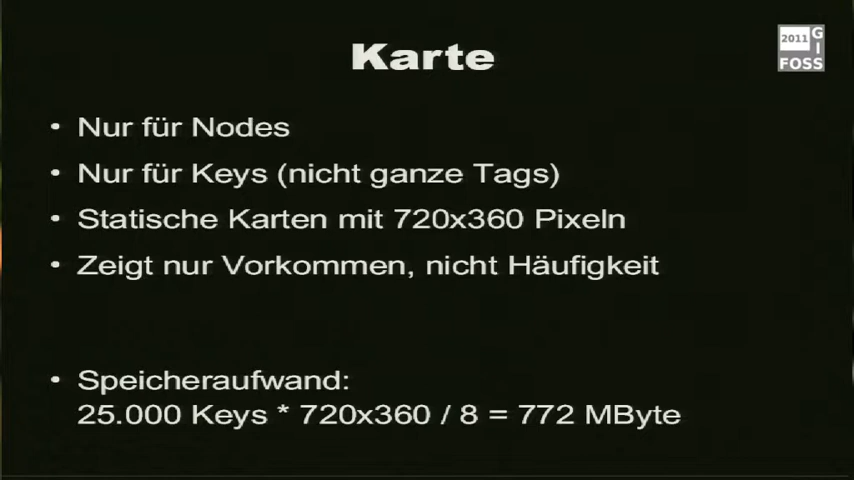 Karte
2011 G
I
FOSS
• Nur für Nodes
• Nur für Keys (nicht ganze Tags)
• Statische Karten mit 720x360 Pixeln
• Zeigt nur Vorkommen, nicht Häufigkeit
• Speicheraufwand:
25.000 Keys * 720x360 / 8 = 772 MByte